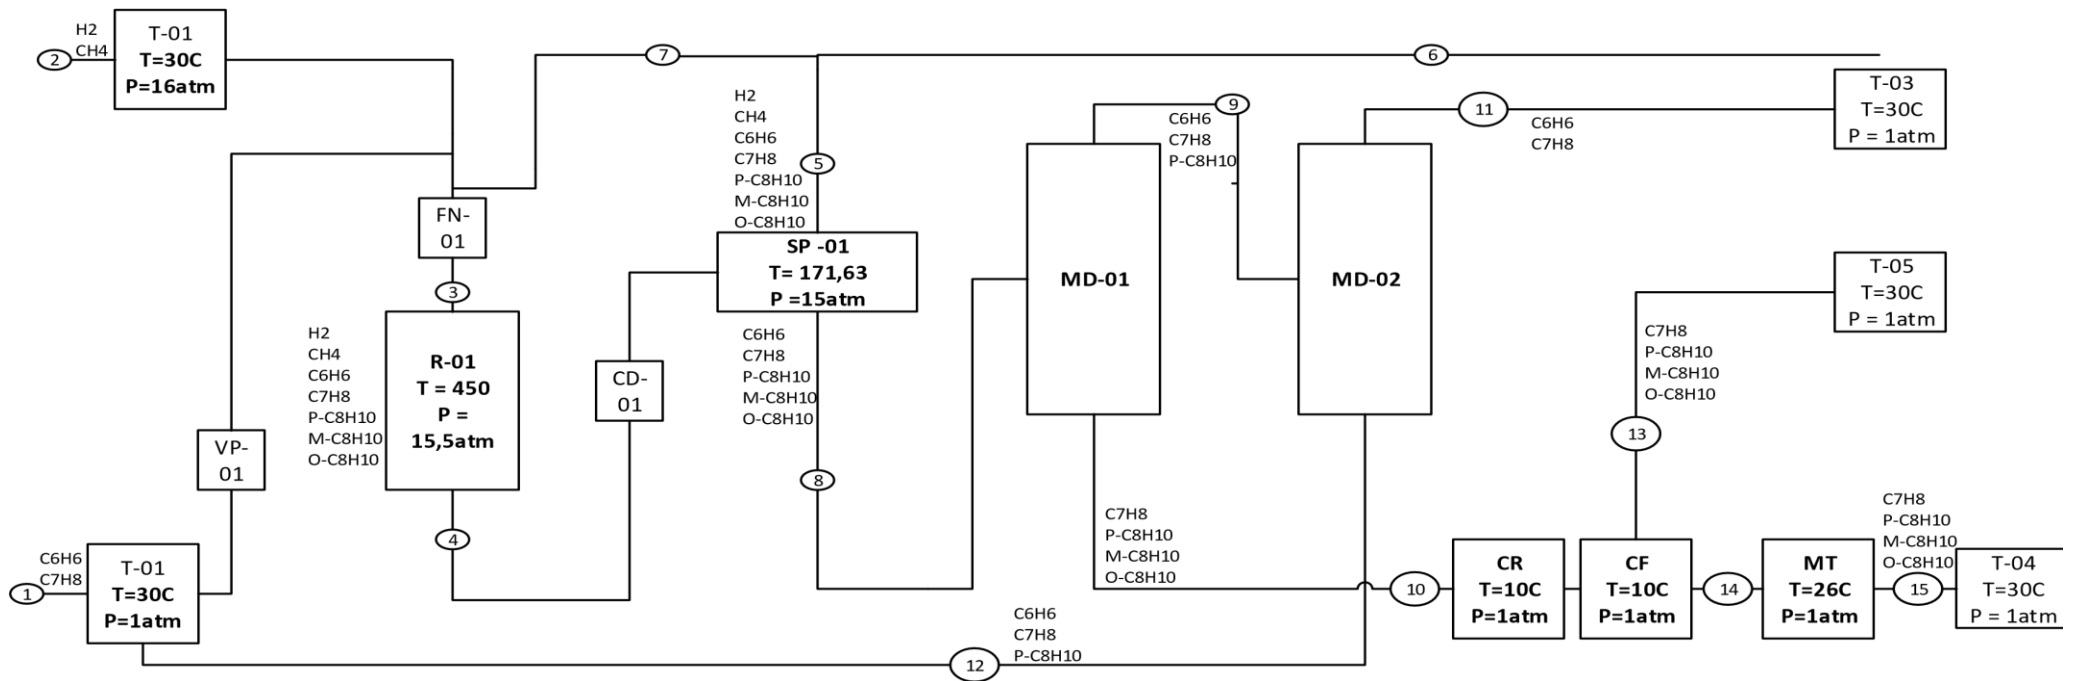 H2
CH4
2
T-01
T=30C
P=16atm
7
6
T-03
T=30C
P = 1atm
H2
CH4
C6H6
C7H8
P-C8H10
M-C8H10
O-C8H10
5
9
C6H6
C7H8
P-C8H10
11
C6H6
C7H8
FN-
01
3
SP -01
T= 171,63
P =15atm
MD-01
MD-02
T-05
T=30C
P = 1atm
H2
CH4
C6H6
C7H8
P-C8H10
M-C8H10
O-C8H10
R-01
T = 450
P =
15,5atm
CD-
01
C6H6
C7H8
P-C8H10
M-C8H10
O-C8H10
8
C7H8
P-C8H10
M-C8H10
O-C8H10
13
VP-
01
4
C6H6
C7H8
1
T-01
T=30C
P=1atm
C7H8
P-C8H10
M-C8H10
O-C8H10
10
CR
T=10C
P=1atm
CF
T=10C
P=1atm
14
MT
T=26C
P=1atm
C7H8
P-C8H10
M-C8H10
O-C8H10
15
T-04
T=30C
P = 1atm
C6H6
C7H8
P-C8H10
12